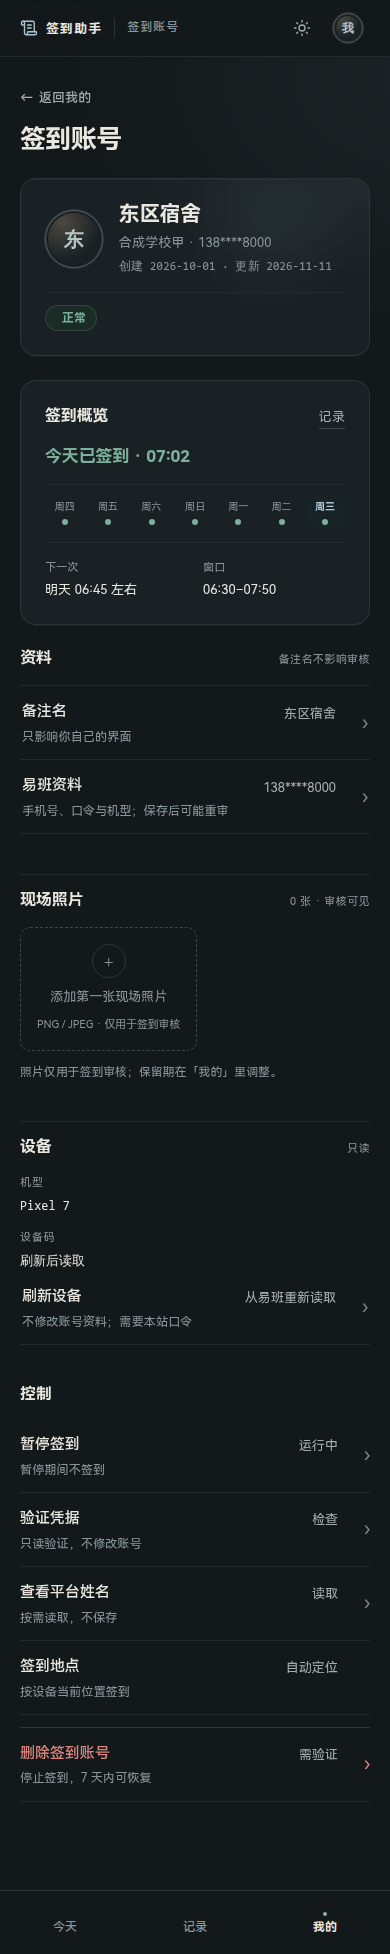 签到助手
签到账号
我
← 返回我的
签到账号
东
东区宿舍
合成学校甲 · 138****8000
创建 2026-10-01 · 更新 2026-11-11
正常
签到概览
记录
今天已签到 · 07:02
周四 周五 周六 周日 周一 周二 周三
下一次
窗口
明天 06:45 左右
06:30–07:50
资料
备注名不影响审核
备注名
东区宿舍
只影响你自己的界面
易班资料
138****8000
手机号、口令与机型；保存后可能重审
现场照片
0 张 · 审核可见
+
添加第一张现场照片
PNG / JPEG · 仅用于签到审核
照片仅用于签到审核；保留期在「我的」里调整。
设备
只读
机型
Pixel 7
设备码
刷新后读取
刷新设备
从易班重新读取
不修改账号资料；需要本站口令
控制
暂停签到
运行中
暂停期间不签到
验证凭据
检查
只读验证，不修改账号
查看平台姓名
读取
按需读取，不保存
签到地点
自动定位
按设备当前位置签到
删除签到账号
需验证
停止签到，7 天内可恢复
今天
记录
我的